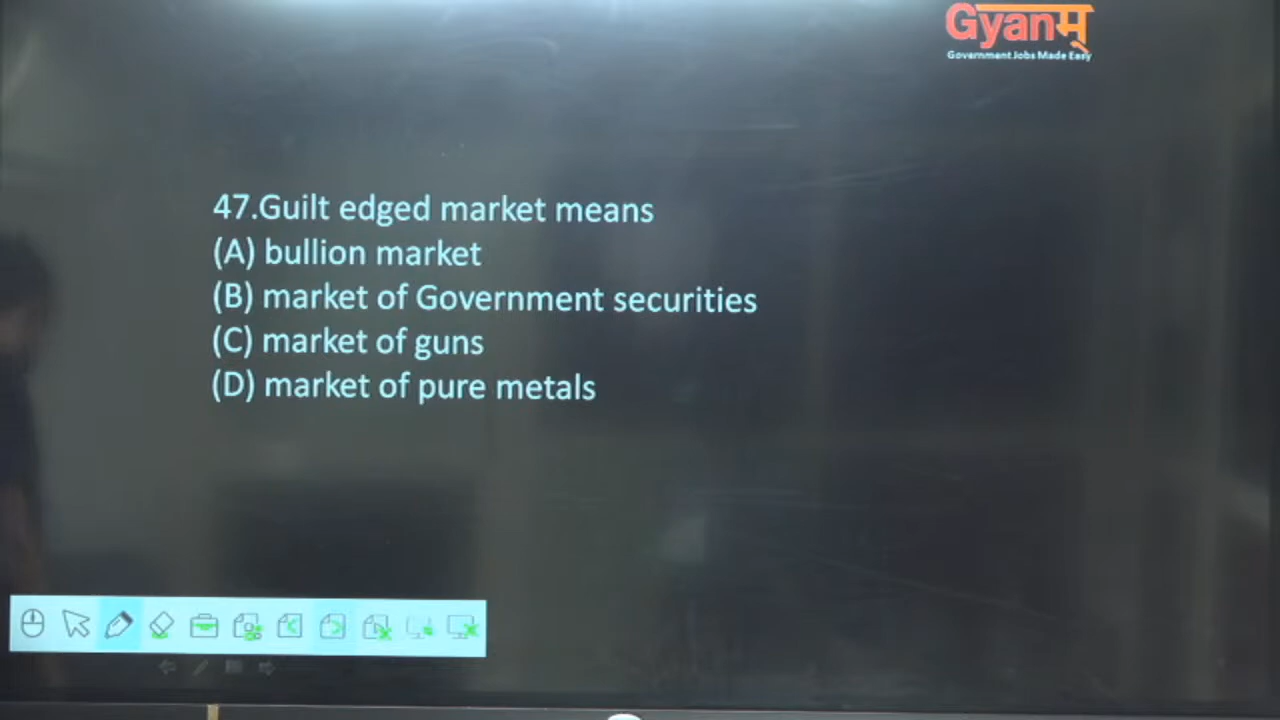 Gyanम्
Government Jobs Made Easy
47.Guilt edged market means
(A) bullion market
(B) market of Government securities
(C) market of guns
(D) market of pure metals